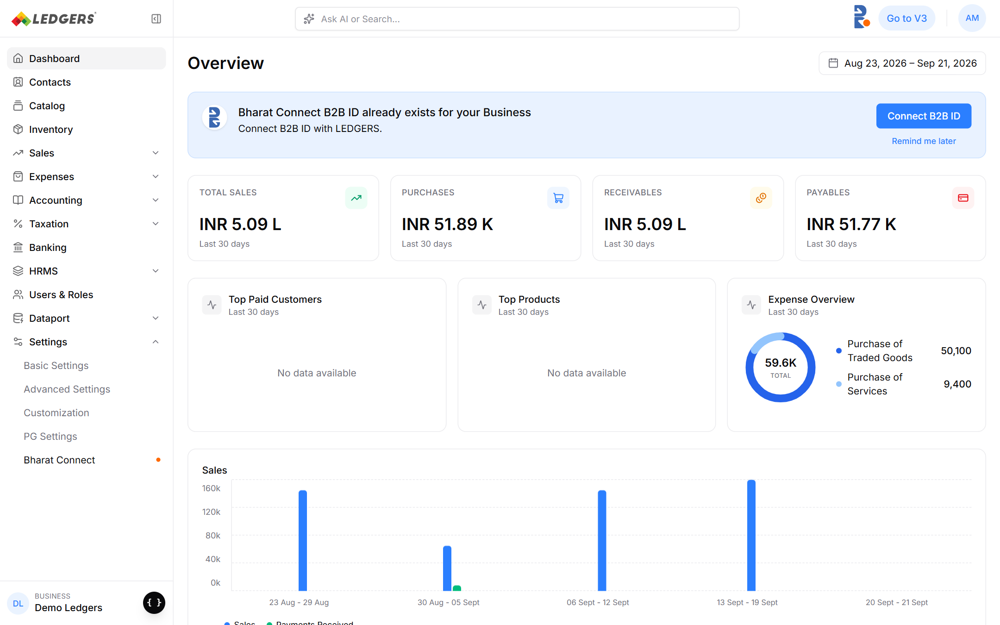 LEDGERS
Ask AI or Search...
Go to V3
AM
Dashboard
Contacts
Catalog
Inventory
Sales
Expenses
Accounting
Taxation
Banking
HRMS
Users & Roles
Dataport
Settings
Basic Settings
Advanced Settings
Customization
PG Settings
Bharat Connect
BUSINESS
DL
Demo Ledgers
{ }
Overview
Aug 23, 2026 – Sep 21, 2026
Bharat Connect B2B ID already exists for your Business
Connect B2B ID with LEDGERS.
Connect B2B ID
Remind me later
TOTAL SALES
INR 5.09 L
Last 30 days
PURCHASES
INR 51.89 K
Last 30 days
RECEIVABLES
INR 5.09 L
Last 30 days
PAYABLES
INR 51.77 K
Last 30 days
Top Paid Customers
Last 30 days
No data available
Top Products
Last 30 days
No data available
Expense Overview
Last 30 days
59.6K
TOTAL
Purchase of
Traded Goods
50,100
Purchase of
Services
9,400
Sales
160k
120k
80k
40k
0k
23 Aug - 29 Aug
30 Aug - 05 Sept
06 Sept - 12 Sept
13 Sept - 19 Sept
20 Sept - 21 Sept
Sales
Payments Received